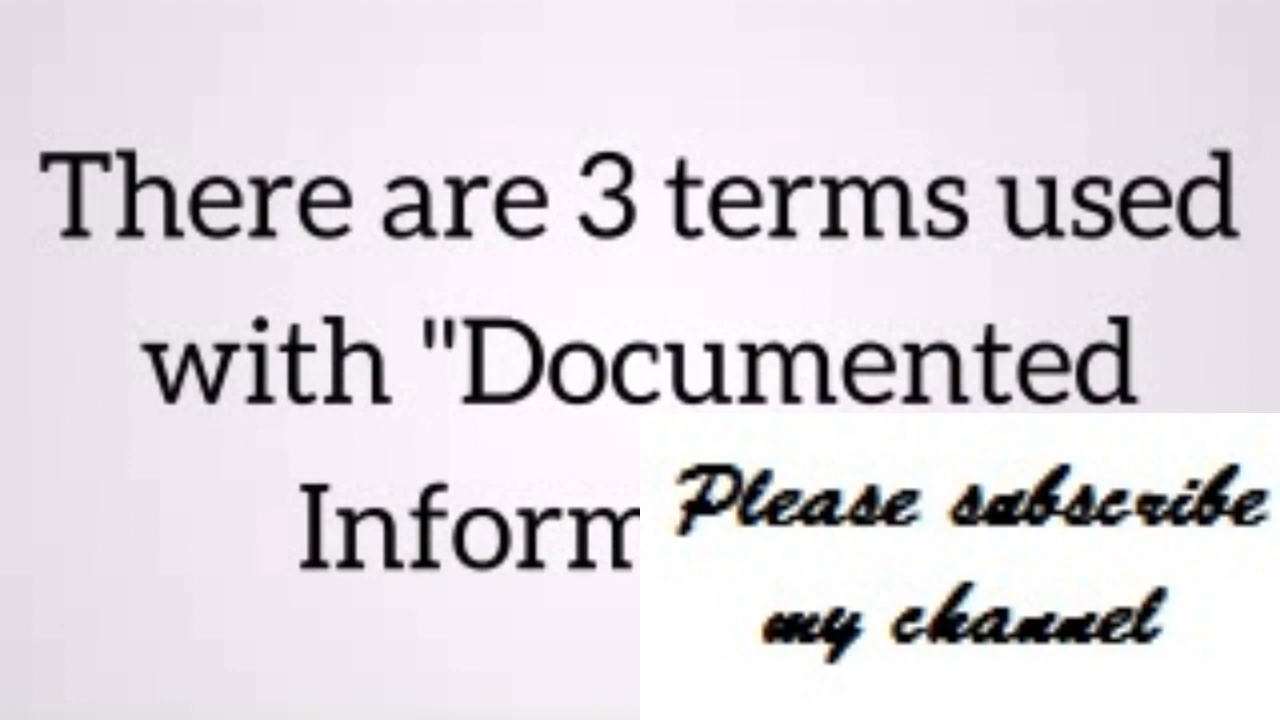 There are 3 terms used
with "Documented
Inform
Please subscribe
my channel